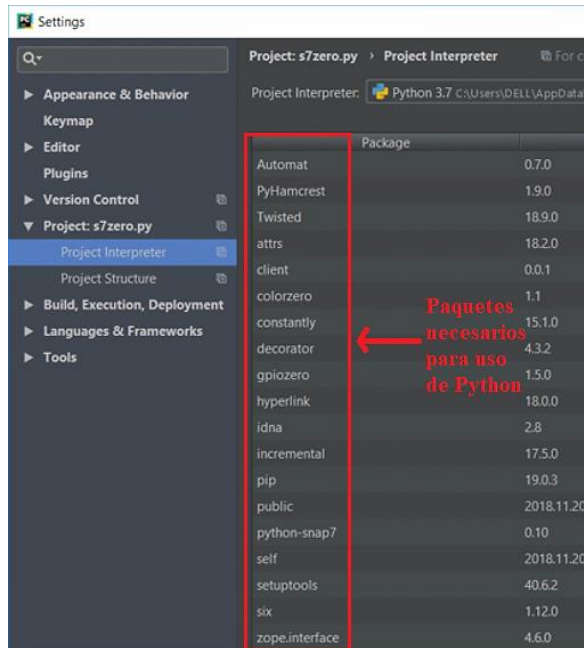 Settings
Project: s7zero.py › Project Interpreter For c
Project Interpreter: Python 3.7 C:\Users\DELL\AppData\
Appearance & Behavior
Keymap
Editor
Plugins
Version Control
Project: s7zero.py
Project Interpreter
Project Structure
Build, Execution, Deployment
Languages & Frameworks
Tools
Package
Automat 0.7.0
PyHamcrest 1.9.0
Twisted 18.9.0
attrs 18.2.0
client 0.0.1
colorzero 1.1
constantly 15.1.0
decorator 4.3.2
gpiozero 1.5.0
hyperlink 18.0.0
idna 2.8
incremental 17.5.0
pip 19.0.3
public 2018.11.20
python-snap7 0.10
self 2018.11.20
setuptools 40.6.2
six 1.12.0
zope.interface 4.6.0
Paquetes
necesarios
para uso
de Python